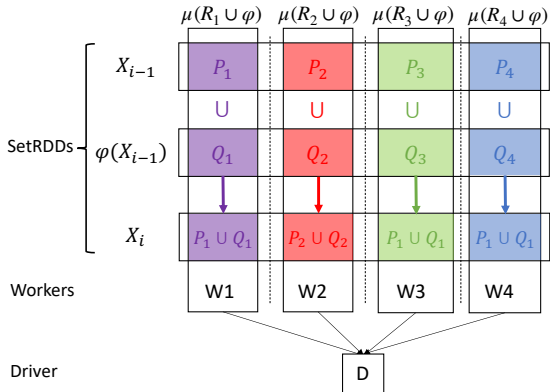 μ(R₁ ∪ φ) μ(R₂ ∪ φ) μ(R₃ ∪ φ) μ(R₄ ∪ φ)
Xᵢ₋₁ P₁ P₂ P₃ P₄
∪ ∪ ∪ ∪
SetRDDs
φ(Xᵢ₋₁) Q₁ Q₂ Q₃ Q₄
Xᵢ P₁ ∪ Q₁ P₂ ∪ Q₂ P₁ ∪ Q₁ P₁ ∪ Q₁
Workers W1 W2 W3 W4
Driver D